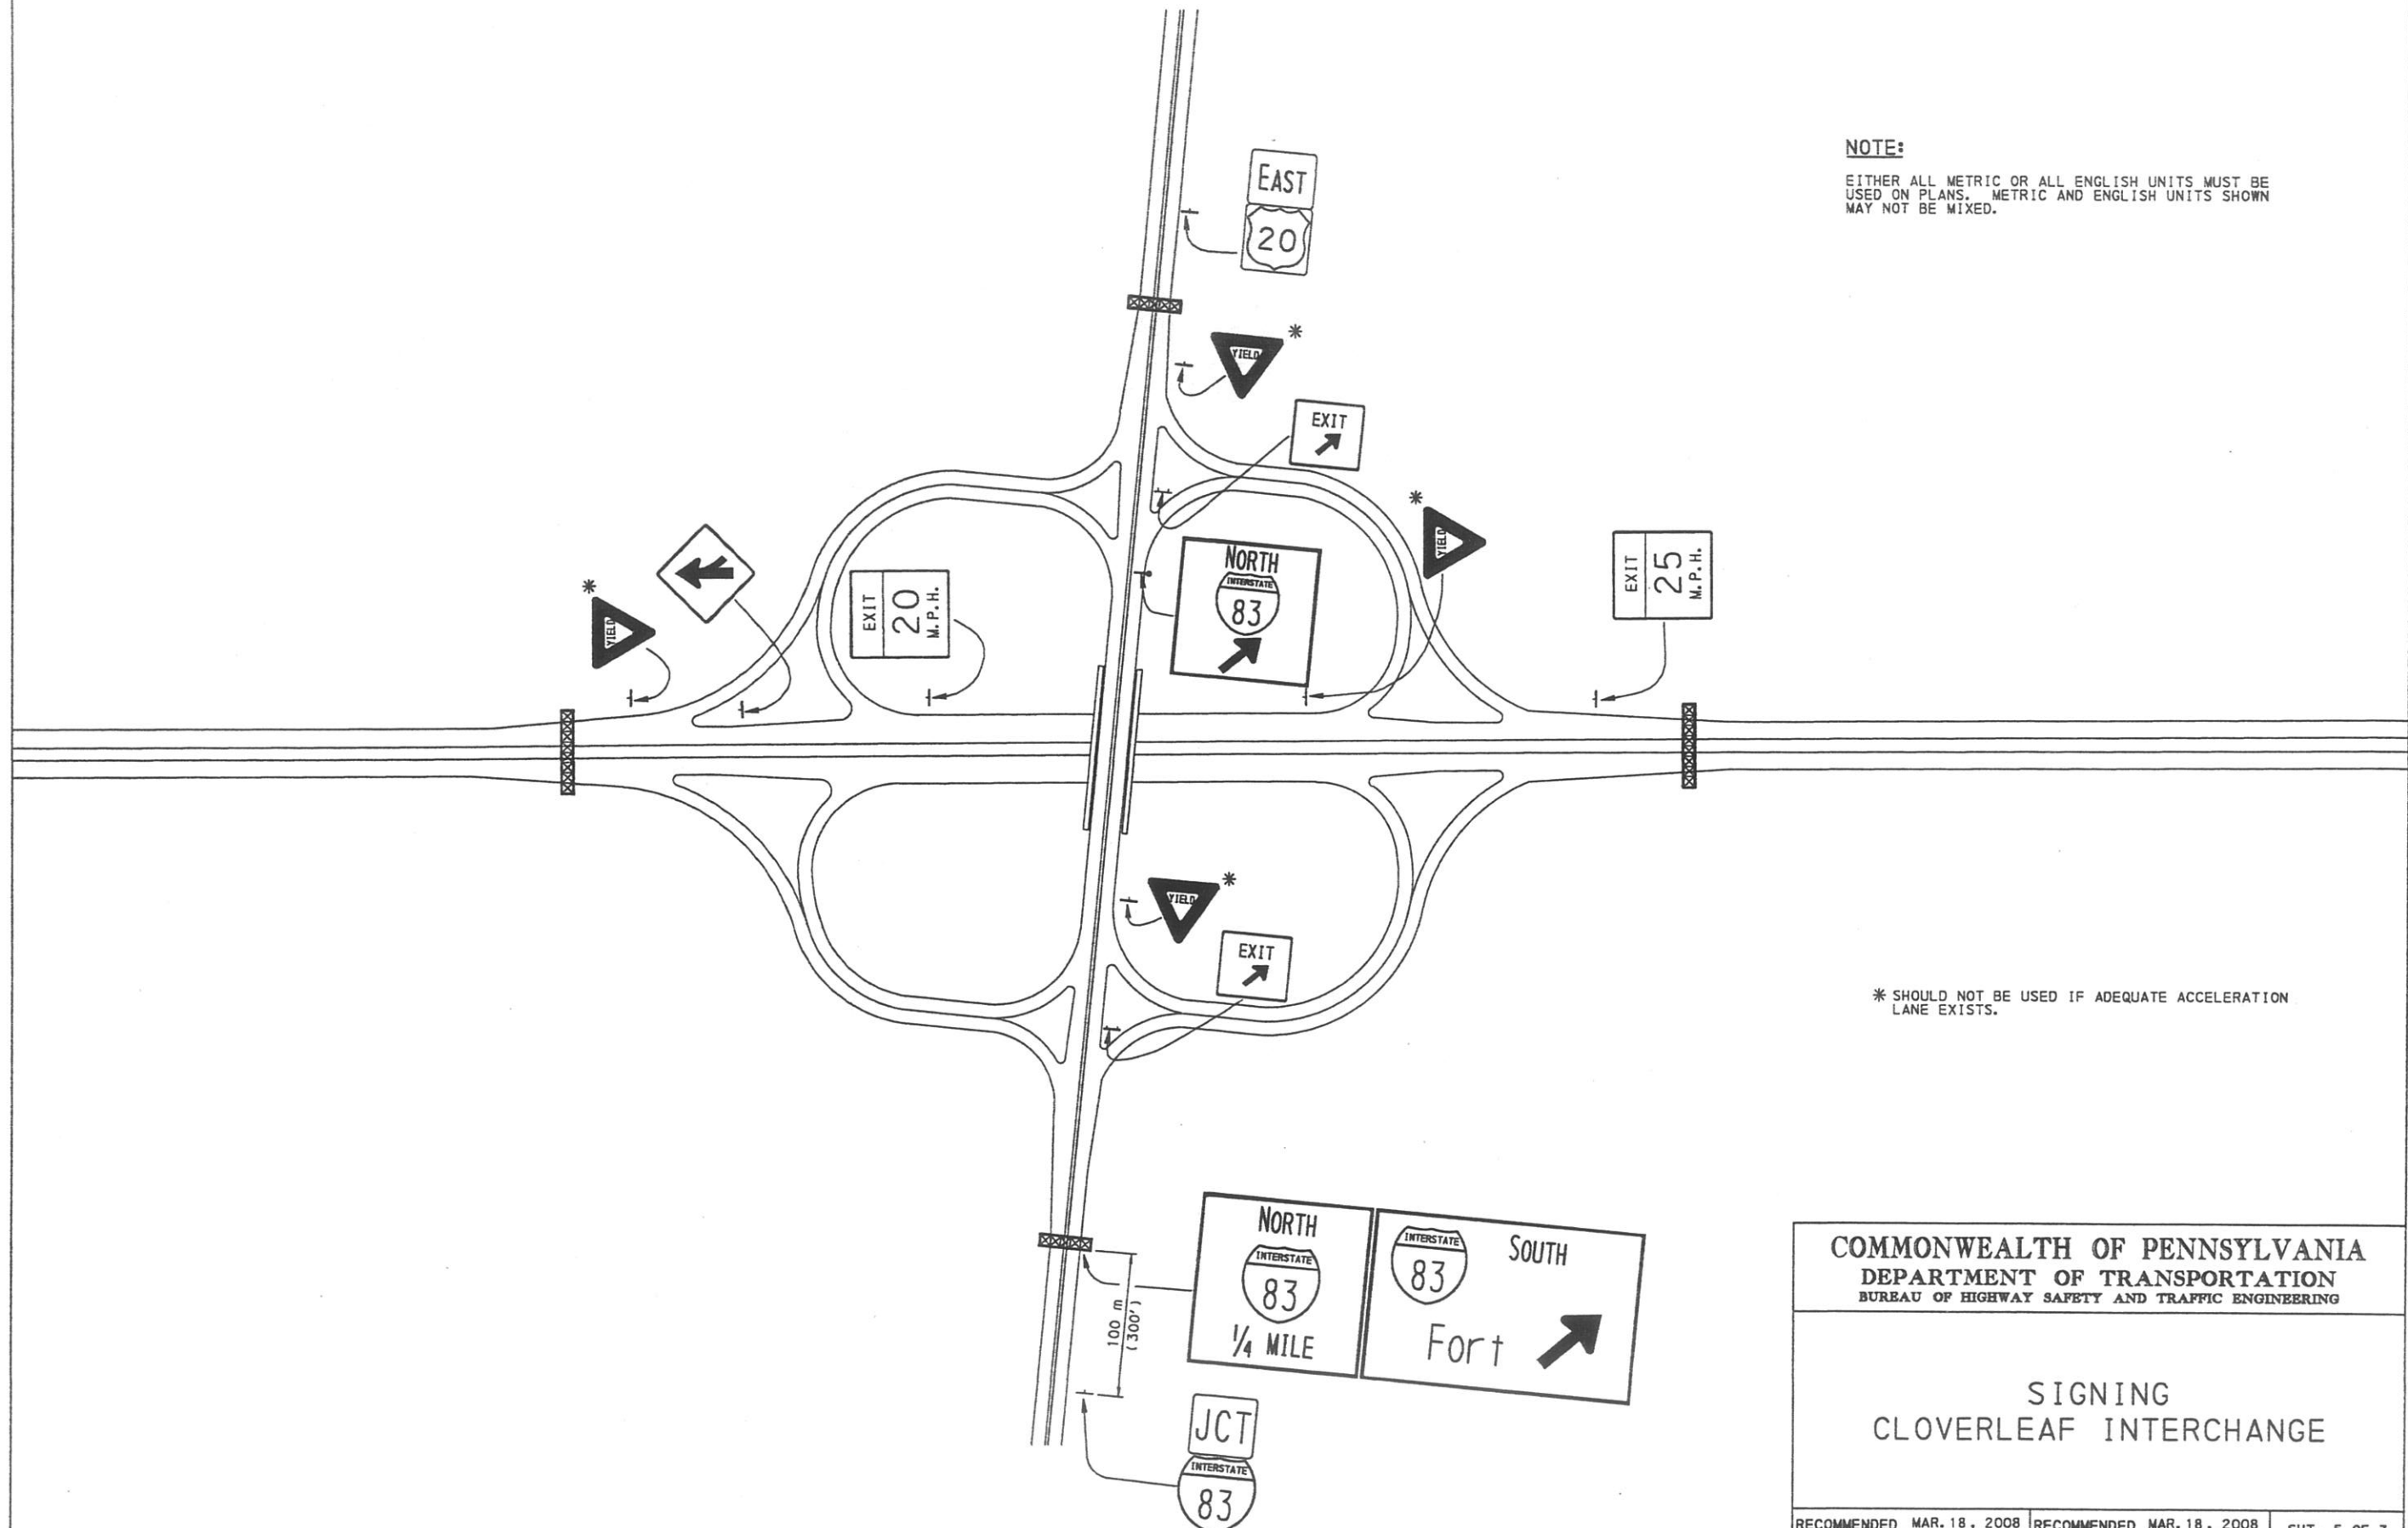 EAST
20
NOTE:
EITHER ALL METRIC OR ALL ENGLISH UNITS MUST BE
USED ON PLANS. METRIC AND ENGLISH UNITS SHOWN
MAY NOT BE MIXED.
YIELD
*
EXIT
*
YIELD
EXIT
25
M.P.H.
*
YIELD
EXIT
20
M.P.H.
NORTH
INTERSTATE
83
YIELD
*
EXIT
* SHOULD NOT BE USED IF ADEQUATE ACCELERATION
LANE EXISTS.
100 m
(300')
NORTH
INTERSTATE
83
1/4 MILE
INTERSTATE
83
SOUTH
Fort
JCT
INTERSTATE
83
COMMONWEALTH OF PENNSYLVANIA
DEPARTMENT OF TRANSPORTATION
BUREAU OF HIGHWAY SAFETY AND TRAFFIC ENGINEERING
SIGNING
CLOVERLEAF INTERCHANGE
RECOMMENDED MAR. 18, 2008
RECOMMENDED MAR. 18, 2008